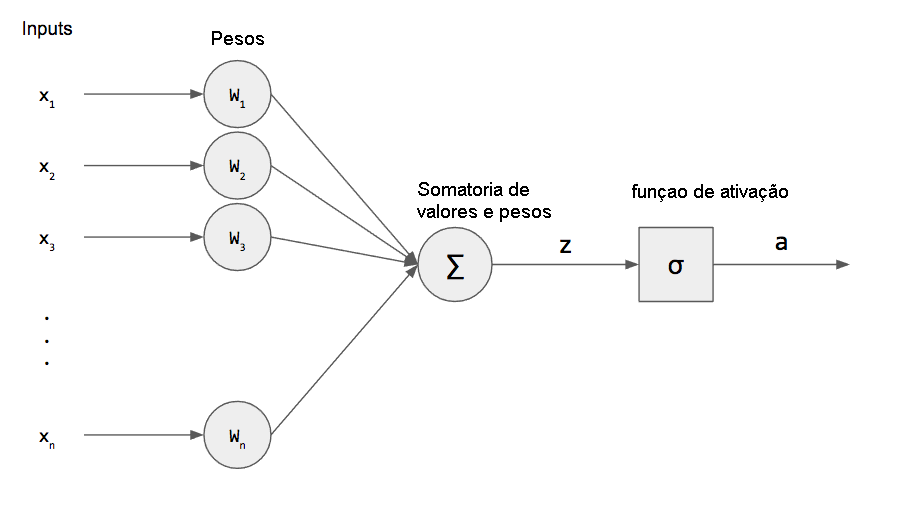 Inputs
Pesos
x1
W1
x2
W2
Somatoria de
valores e pesos
funçao de ativação
x3
W3
Σ
z
σ
a
.
.
.
xn
Wn